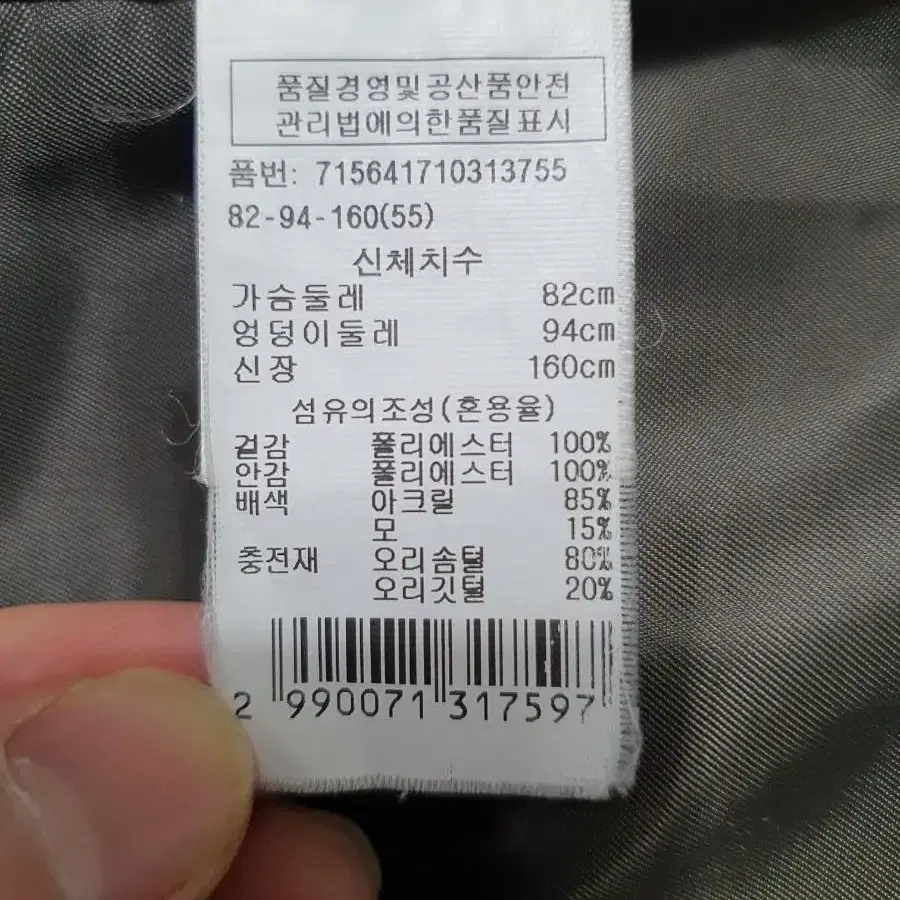 품질경영및공산품안전
관리법에의한품질표시
품번: 715641710313755
82-94-160(55)
신체치수
가슴둘레 82cm
엉덩이둘레 94cm
신장 160cm
섬유의조성(혼용율)
겉감 폴리에스터 100%
안감 폴리에스터 100%
배색 아크릴 85%
모 15%
충전재 오리솜털 80%
오리깃털 20%
2 990071 317597